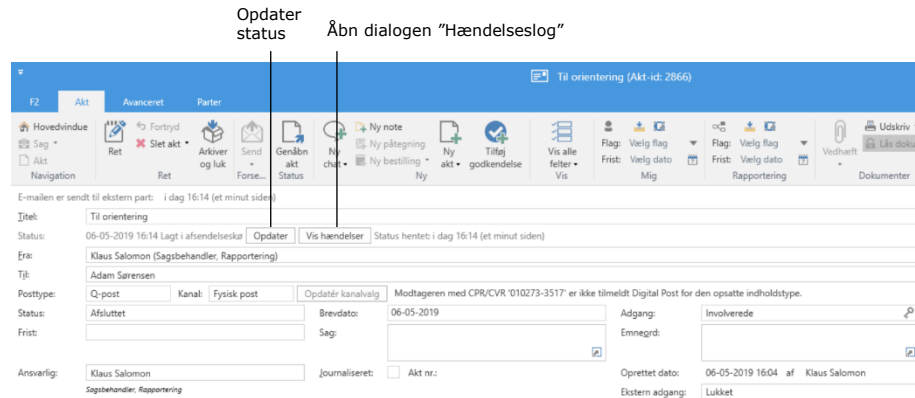 Opdater
status
Åbn dialogen ”Hændelseslog”
Til orientering (Akt-id: 2866)
F2 Akt Avanceret Parter
Hovedvindue
Sag
Akt
Navigation
Ret
Fortryd
Slet akt
Arkiver
og luk
Ret
Send
Forse...
Genåbn
akt
Status
Ny
chat
Ny note
Ny påtegning
Ny bestilling
Ny
akt
Tilføj
godkendelse
Ny
Vis alle
felter
Vis
Flag: Vælg flag
Frist: Vælg dato
Mig
Flag: Vælg flag
Frist: Vælg dato
Rapportering
Vedhæft
Udskriv
Lås doku
Dokumenter
E-mailen er sendt til ekstern part: i dag 16:14 (et minut siden)
Titel: Til orientering
Status: 06-05-2019 16:14 Lagt i afsendelseskø Opdater Vis hændelser Status hentet: i dag 16:14 (et minut siden)
Fra: Klaus Salomon (Sagsbehandler, Rapportering)
Til: Adam Sørensen
Posttype: Q-post Kanal: Fysisk post Opdatér kanalvalg Modtageren med CPR/CVR '010273-3517' er ikke tilmeldt Digital Post for den opsatte indholdstype.
Status: Afsluttet Brevdato: 06-05-2019 Adgang: Involverede
Frist: Sag: Emneord:
Ansvarlig: Klaus Salomon Journaliseret: Akt nr.: Oprettet dato: 06-05-2019 16:04 af Klaus Salomon
Sagsbehandler, Rapportering
Ekstern adgang: Lukket